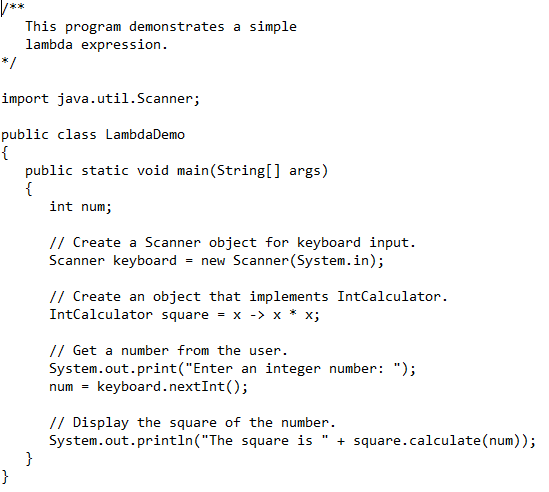 /**
   This program demonstrates a simple
   lambda expression.
*/

import java.util.Scanner;

public class LambdaDemo
{
   public static void main(String[] args)
   {
      int num;

      // Create a Scanner object for keyboard input.
      Scanner keyboard = new Scanner(System.in);

      // Create an object that implements IntCalculator.
      IntCalculator square = x -> x * x;

      // Get a number from the user.
      System.out.print("Enter an integer number: ");
      num = keyboard.nextInt();

      // Display the square of the number.
      System.out.println("The square is " + square.calculate(num));
   }
}